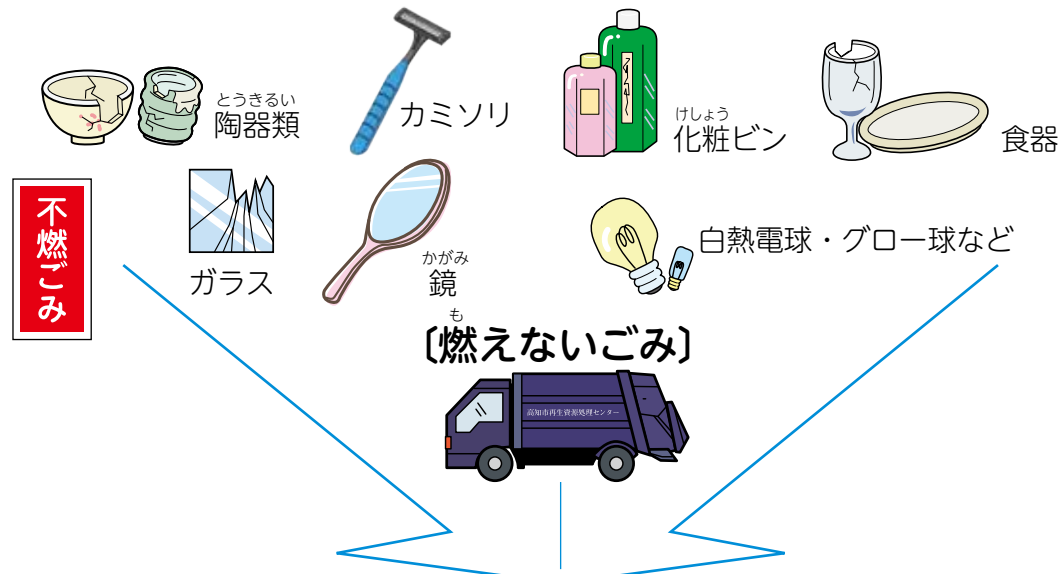 とうきるい
陶器類
カミソリ
けしょう
化粧ビン
食器
不燃ごみ
ガラス
かがみ
鏡
白熱電球・グロー球など
も
〔燃えないごみ〕
高知市再生資源処理センター